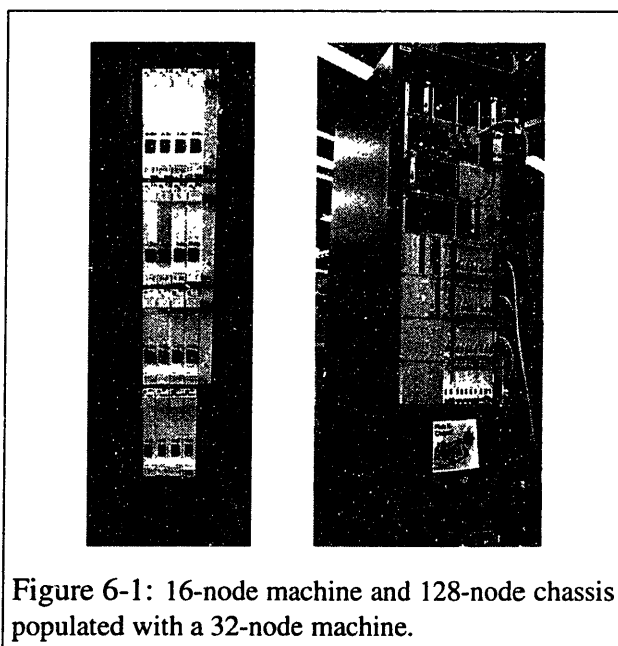 Figure 6-1: 16-node machine and 128-node chassis
populated with a 32-node machine.